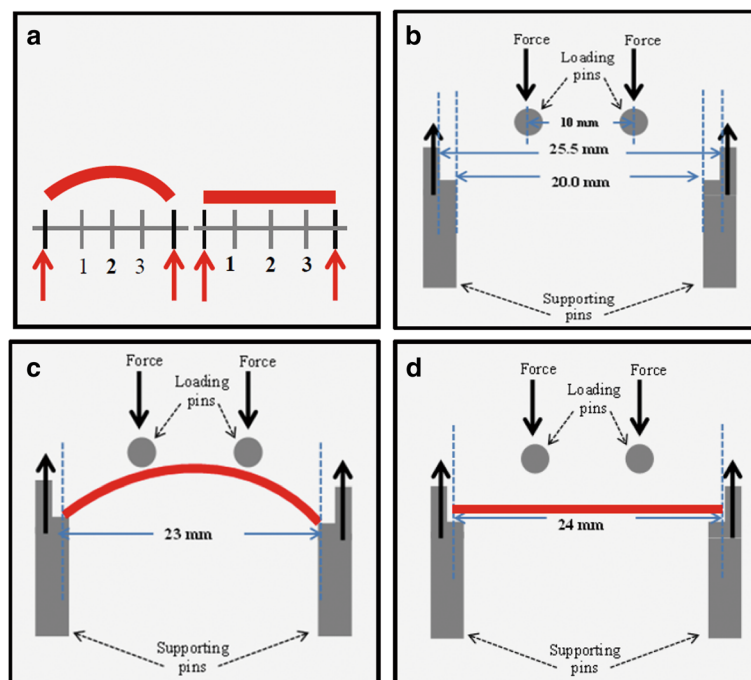 a
1 2 3 1 2 3
b
Force Force
Loading
pins
10 mm
25.5 mm
20.0 mm
Supporting
pins
c
Force Force
Loading
pins
23 mm
Supporting
pins
d
Force Force
Loading
pins
24 mm
Supporting
pins